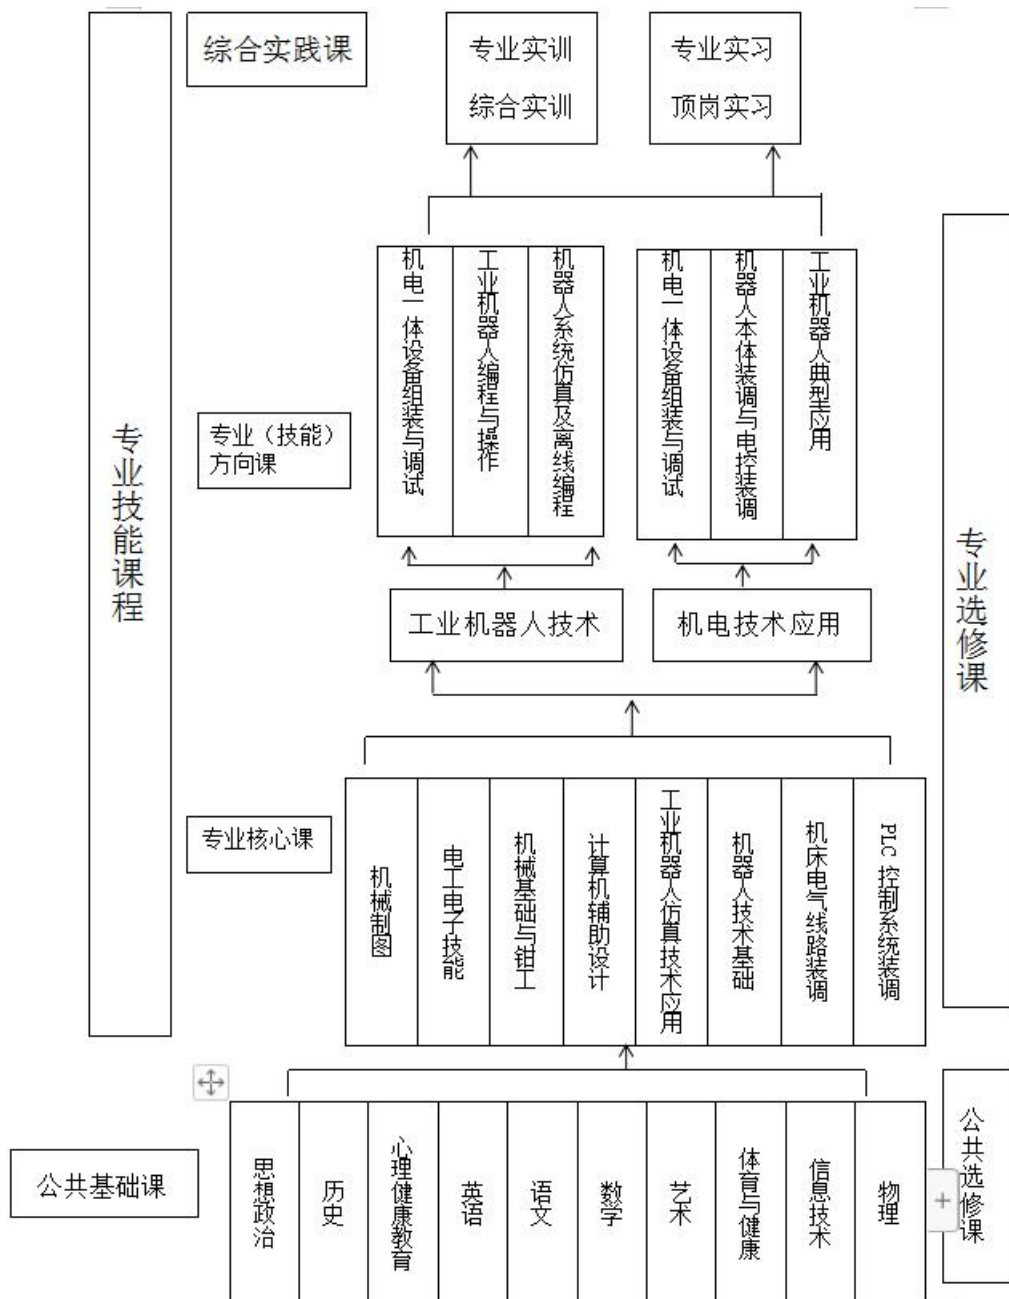 综合实践课
专业实训
综合实训
专业实习
顶岗实习
专业技能课程
专业（技能）
方向课
机电一体设备组装与调试
工业机器人编程与操作
机器人系统仿真及离线编程
机电一体设备组装与调试
机器人本体装调与电控装调
工业机器人典型应用
专业选修课
工业机器人技术
机电技术应用
专业核心课
机械制图
电工电子技能
机械基础与钳工
计算机辅助设计
工业机器人仿真技术应用
机器人技术基础
机床电气线路装调
PLC 控制系统装调
公共基础课
思想政治
历史
心理健康教育
英语
语文
数学
艺术
体育与健康
信息技术
物理
公共选修课